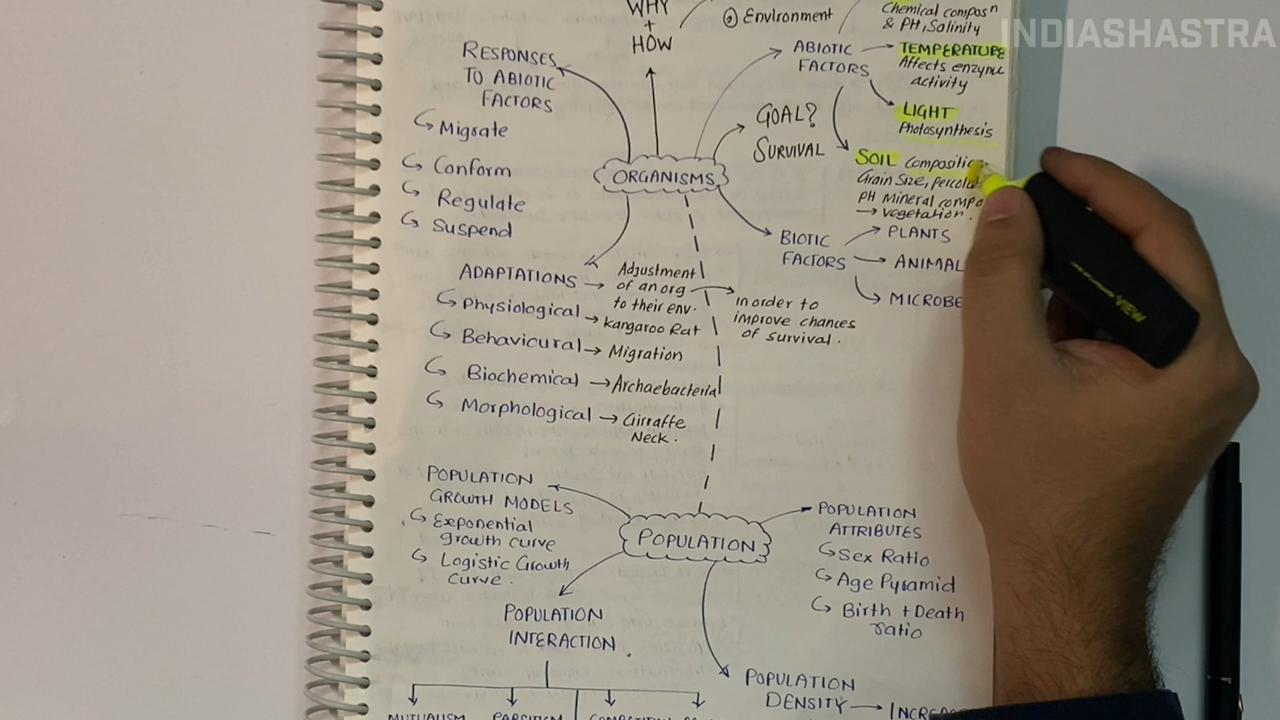 WHY
+
HOW
② Environment
Chemical composn
& PH, Salinity
INDIASHASTRA
ABIOTIC
FACTORS
TEMPERATURE
Affects enzyme
activity
LIGHT
Photosynthesis
SOIL
Grain Size,
PH Mineral
→ vegetation.
RESPONSES
TO ABIOTIC
FACTORS
Migrate
Conform
Regulate
Suspend
GOAL?
SURVIVAL
ORGANISMS
BIOTIC
FACTORS
PLANTS
ADAPTATIONS → Adjustment
of an org
to their env.
in order to
improve chances
of survival.
Physiological → kangaroo Rat
Behavioural → Migration
Biochemical → Archaebacteria
Morphological → Girraffe
Neck.
POPULATION
GROWTH MODELS
Exponential
growth curve
Logistic Growth
curve.
POPULATION
POPULATION
ATTRIBUTES
Sex Ratio
Age Pyramid
Birth + Death
ratio
POPULATION
INTERACTION
POPULATION
DENSITY →
VIEW